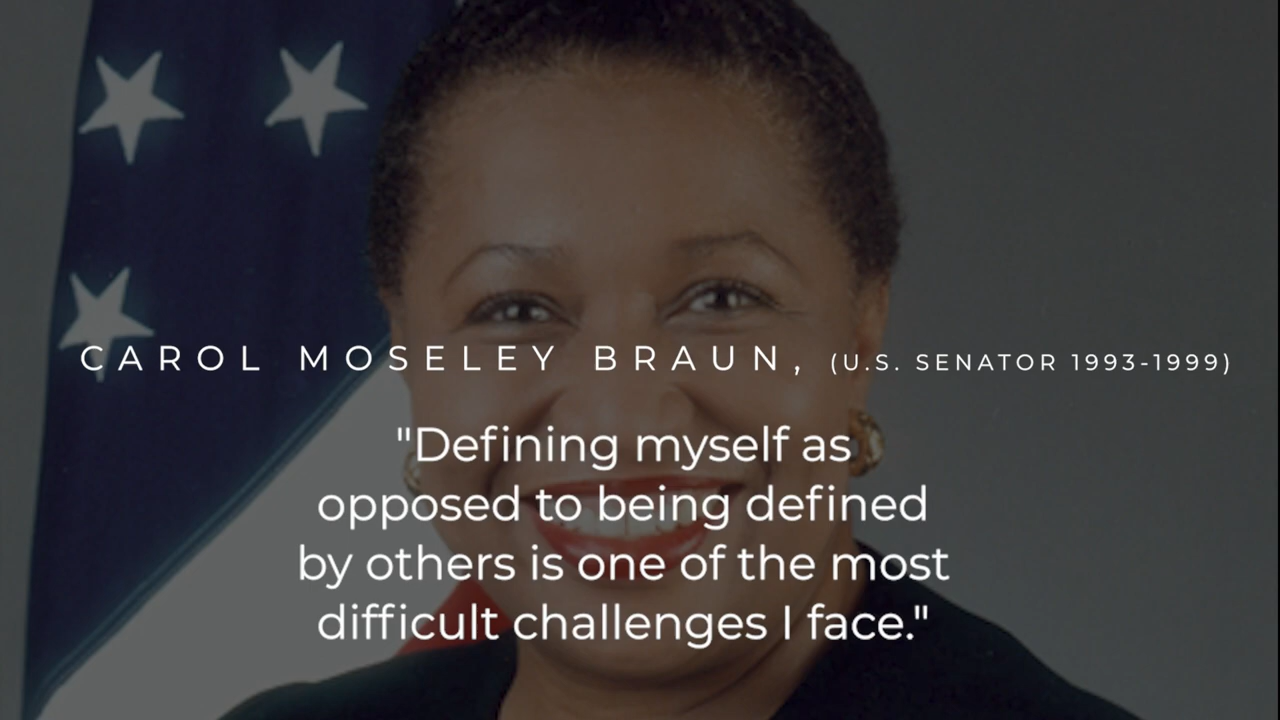 CAROL MOSELEY BRAUN, (U.S. SENATOR 1993-1999)
"Defining myself as
opposed to being defined
by others is one of the most
difficult challenges I face."